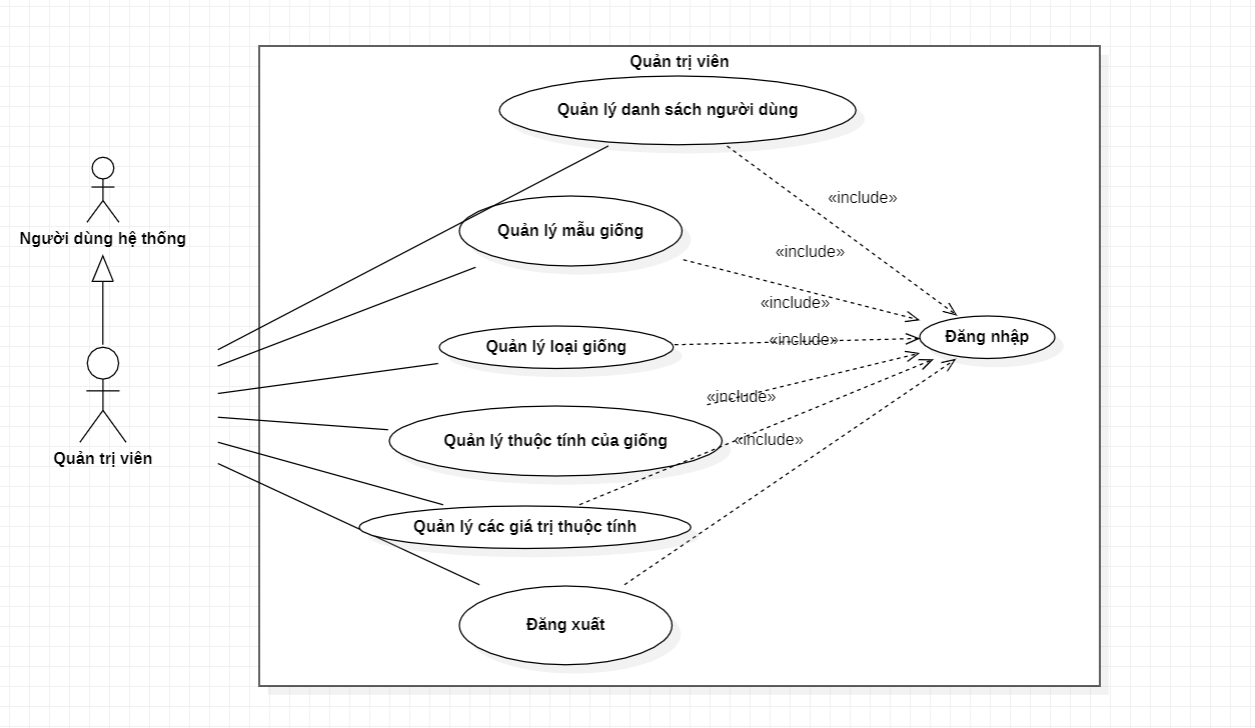 Quản trị viên
Quản lý danh sách người dùng
«include»
Người dùng hệ thống
Quản lý mẫu giống
«include»
«include»
Quản lý loại giống
«include»
Đăng nhập
«include»
Quản lý thuộc tính của giống
«include»
Quản trị viên
Quản lý các giá trị thuộc tính
Đăng xuất